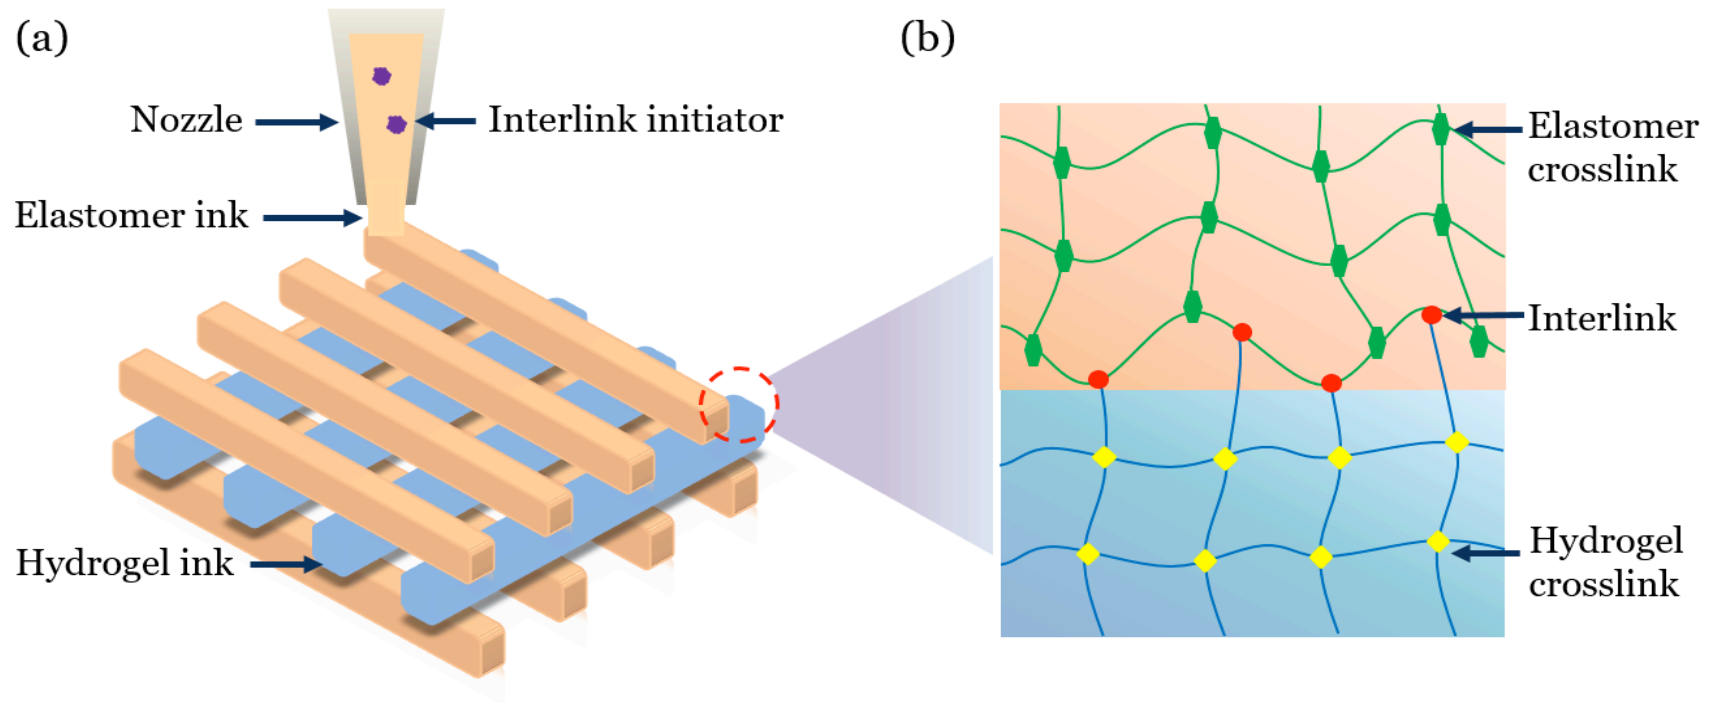 (a)
Nozzle
Interlink initiator
Elastomer ink
Hydrogel ink
(b)
Elastomer
crosslink
Interlink
Hydrogel
crosslink